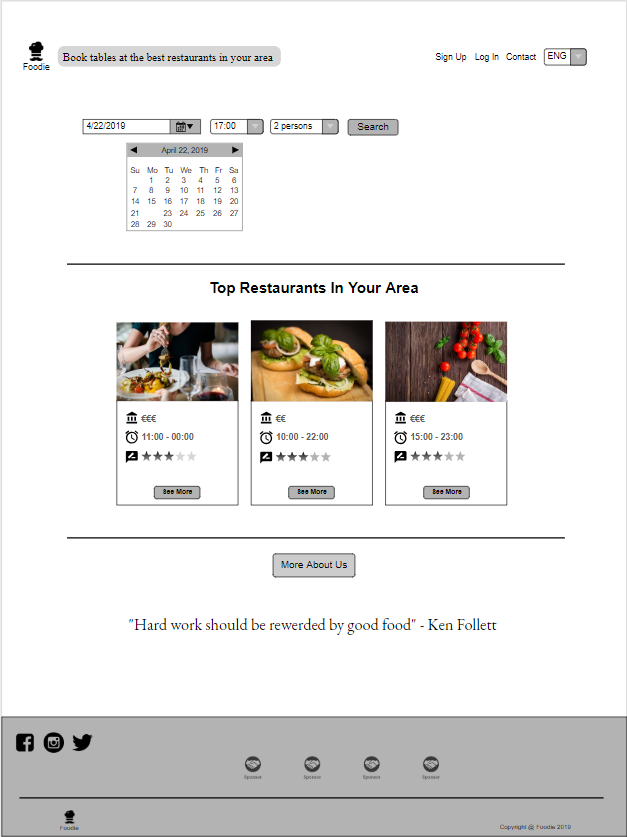 Foodie
Book tables at the best restaurants in your area
Sign Up Log In Contact ENG
4/22/2019 17:00 2 persons Search
April 22, 2019
Su Mo Tu We Th Fr Sa
1 2 3 4 5 6
7 8 9 10 11 12 13
14 15 16 17 18 19 20
21 23 24 25 26 27
28 29 30
Top Restaurants In Your Area
€€€ €€ €€€
11:00 - 00:00 10:00 - 22:00 15:00 - 23:00
See More See More See More
More About Us
"Hard work should be rewerded by good food" - Ken Follett
Sponsor Sponsor Sponsor Sponsor
Foodie
Copyright @ Foodie 2019